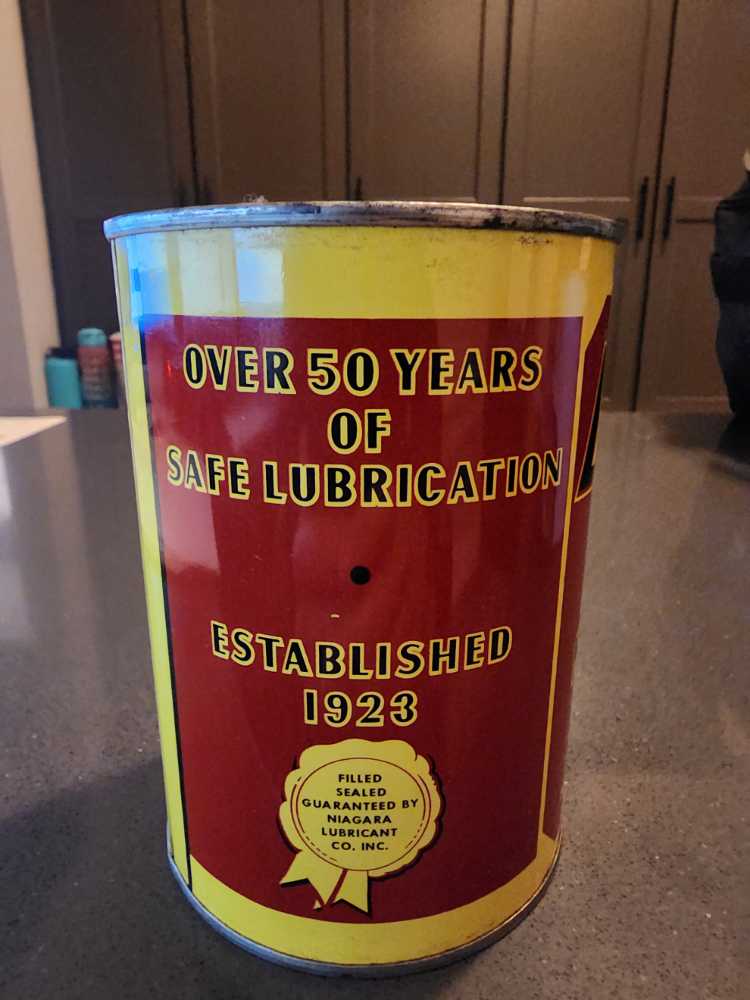 OVER 50 YEARS
OF
SAFE LUBRICATION
ESTABLISHED
1923
FILLED
SEALED
GUARANTEED BY
NIAGARA
LUBRICANT
CO. INC.